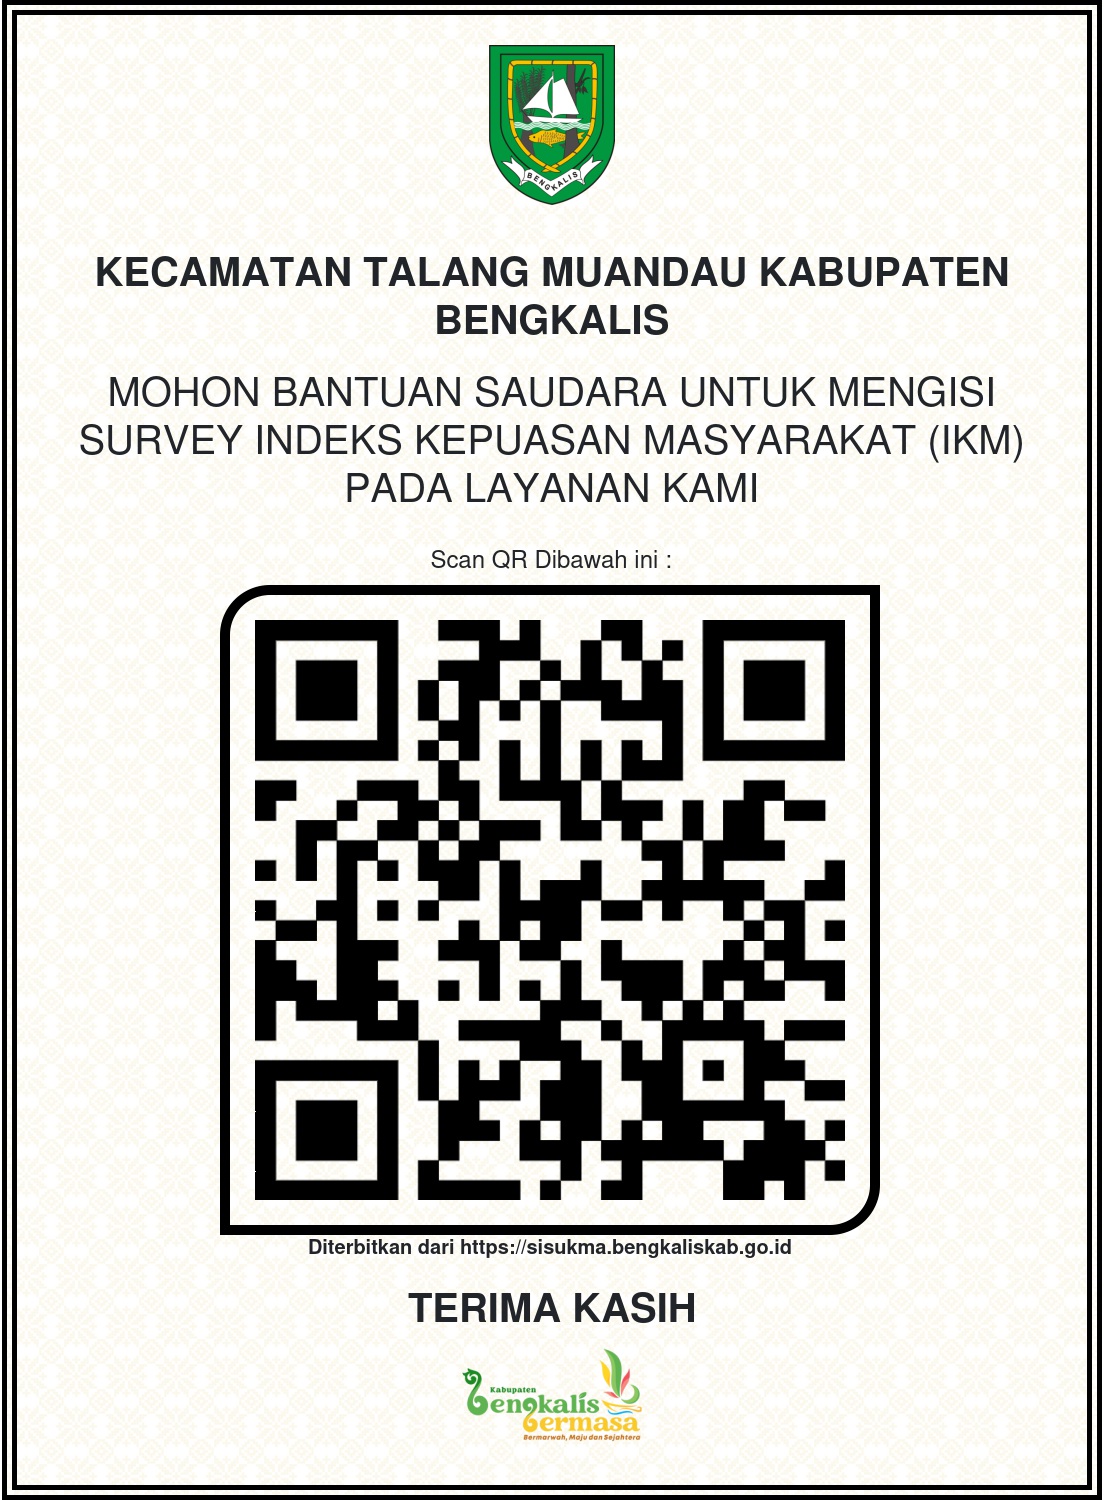 BENGKALIS
KECAMATAN TALANG MUANDAU KABUPATEN
BENGKALIS
MOHON BANTUAN SAUDARA UNTUK MENGISI
SURVEY INDEKS KEPUASAN MASYARAKAT (IKM)
PADA LAYANAN KAMI
Scan QR Dibawah ini :
Diterbitkan dari https://sisukma.bengkaliskab.go.id
TERIMA KASIH
Kabupaten
Bengkalis
Bermasa
Bermarwah, Maju dan Sejahtera